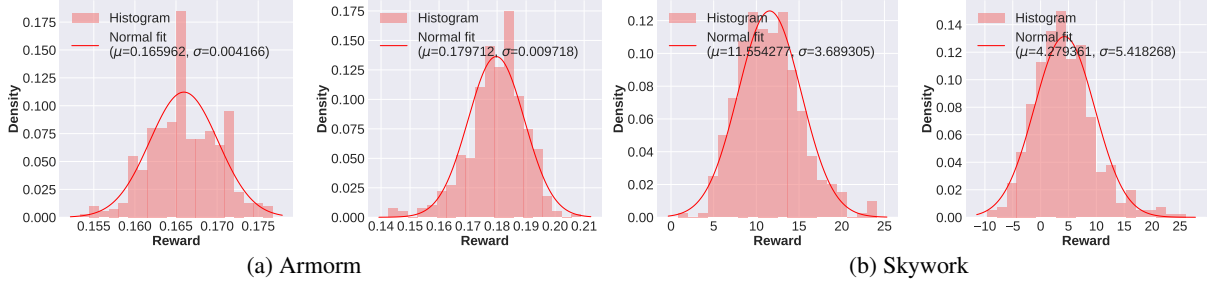 Histogram
Normal fit
(μ=0.165962, σ=0.004166)
0.175
0.150
0.125
0.100
0.075
0.050
0.025
0.000
Density
0.155
0.160
0.165
0.170
0.175
Reward
Histogram
Normal fit
(μ=0.179712, σ=0.009718)
0.175
0.150
0.125
0.100
0.075
0.050
0.025
0.000
Density
0.14
0.15
0.16
0.17
0.18
0.19
0.20
0.21
Reward
(a) Armorm
Histogram
Normal fit
(μ=11.554277, σ=3.689305)
0.12
0.10
0.08
0.06
0.04
0.02
0.00
Density
0
5
10
15
20
25
Reward
Histogram
Normal fit
(μ=4.279361, σ=5.418268)
0.14
0.12
0.10
0.08
0.06
0.04
0.02
0.00
Density
−10
−5
0
5
10
15
20
25
Reward
(b) Skywork